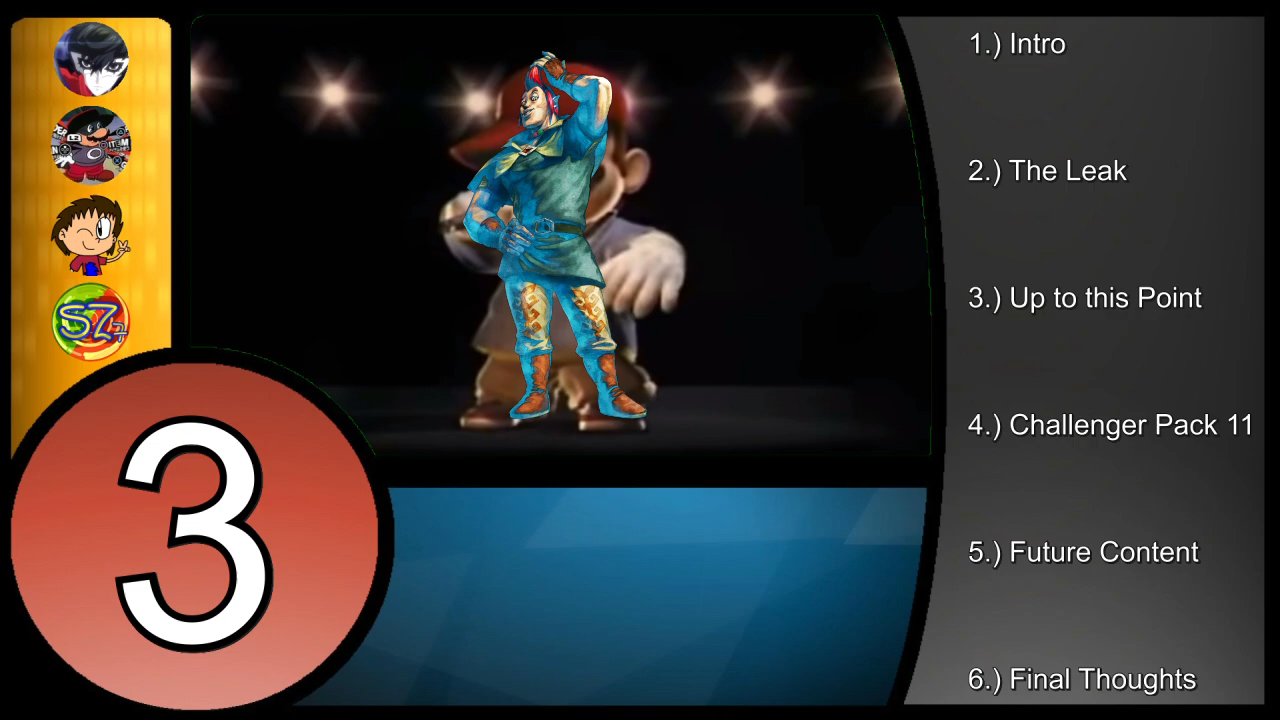 SZ7
3
1.) Intro
2.) The Leak
3.) Up to this Point
4.) Challenger Pack 11
5.) Future Content
6.) Final Thoughts